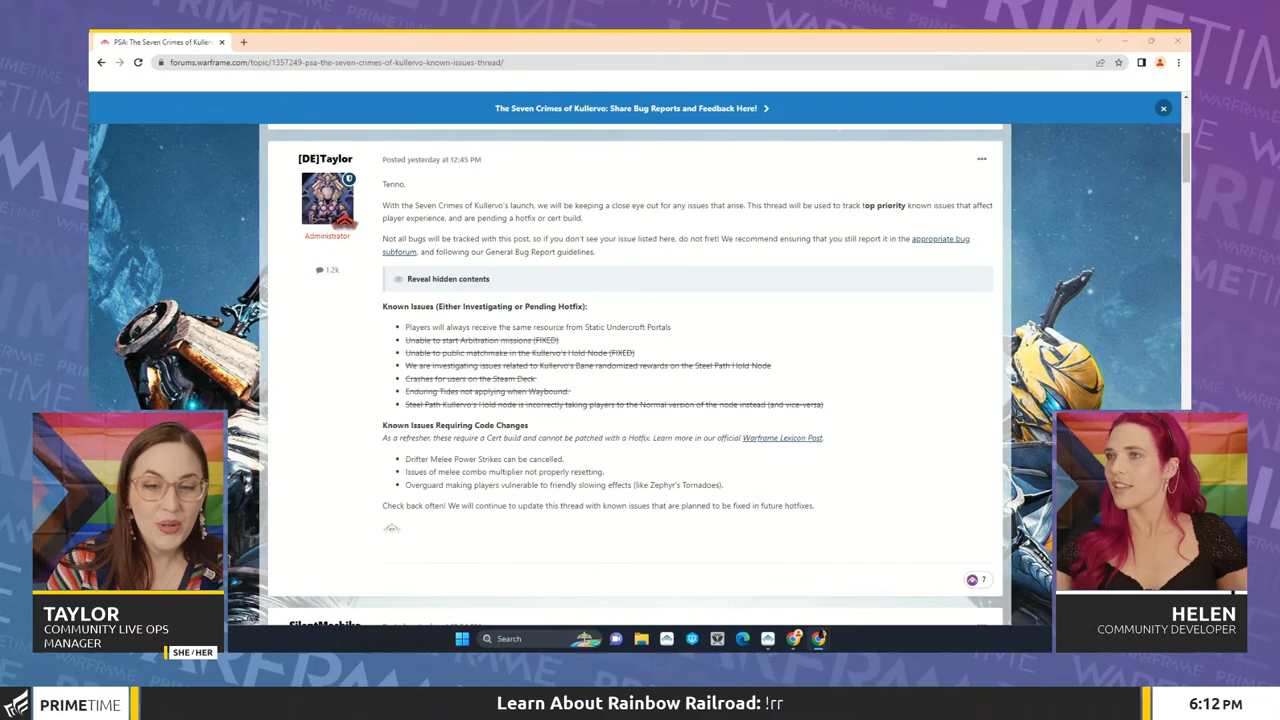 PSA: The Seven Crimes of Kuller
forums.warframe.com/topic/1357249-psa-the-seven-crimes-of-kullervo-known-issues-thread/
The Seven Crimes of Kullervo: Share Bug Reports and Feedback Here!
[DE]Taylor
Administrator
1.2k
Posted yesterday at 12:45 PM
Tenno,
With the Seven Crimes of Kullervo's launch, we will be keeping a close eye out for any issues that arise. This thread will be used to track top priority known issues that affect
player experience, and are pending a hotfix or cert build.
Not all bugs will be tracked with this post, so if you don't see your issue listed here, do not fret! We recommend ensuring that you still report it in the appropriate bug
subforum, and following our General Bug Report guidelines.
Reveal hidden contents
Known Issues (Either Investigating or Pending Hotfix):
Players will always receive the same resource from Static Undercroft Portals
Unable to start Arbitration missions (FIXED)
Unable to public matchmake in the Kullervo's Hold Node (FIXED)
We are investigating issues related to Kullervo's Bane randomized rewards on the Steel Path Hold Node
Crashes for users on the Steam Deck
Enduring Tides not applying when Waybound.
Steel Path Kullervo's Hold node is incorrectly taking players to the Normal version of the node instead (and vice-versa)
Known Issues Requiring Code Changes
As a refresher, these require a Cert build and cannot be patched with a Hotfix. Learn more in our official Warframe Lexicon Post.
Drifter Melee Power Strikes can be cancelled.
Issues of melee combo multiplier not properly resetting.
Overguard making players vulnerable to friendly slowing effects (like Zephyr's Tornadoes).
Check back often! We will continue to update this thread with known issues that are planned to be fixed in future hotfixes.
7
Search
TAYLOR
COMMUNITY LIVE OPS
MANAGER
SHE/HER
HELEN
COMMUNITY DEVELOPER
PRIMETIME
Learn About Rainbow Railroad: !rr
6:12 PM